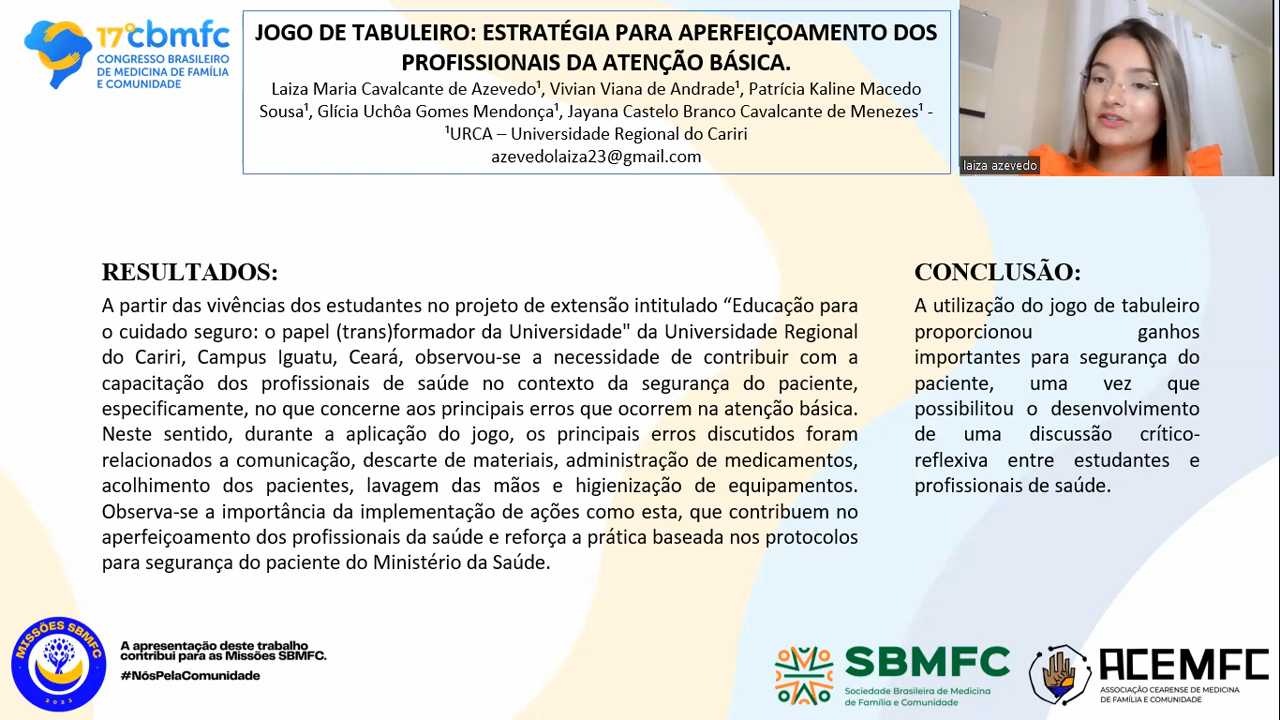 17º cbmfc
CONGRESSO BRASILEIRO
DE MEDICINA DE FAMÍLIA
E COMUNIDADE
JOGO DE TABULEIRO: ESTRATÉGIA PARA APERFEIÇOAMENTO DOS
PROFISSIONAIS DA ATENÇÃO BÁSICA.
Laiza Maria Cavalcante de Azevedo¹, Vivian Viana de Andrade¹, Patrícia Kaline Macedo
Sousa¹, Glícia Uchôa Gomes Mendonça¹, Jayana Castelo Branco Cavalcante de Menezes¹ -
¹URCA – Universidade Regional do Cariri
azevedolaiza23@gmail.com
laiza azevedo
RESULTADOS:
A partir das vivências dos estudantes no projeto de extensão intitulado “Educação para
o cuidado seguro: o papel (trans)formador da Universidade" da Universidade Regional
do Cariri, Campus Iguatu, Ceará, observou-se a necessidade de contribuir com a
capacitação dos profissionais de saúde no contexto da segurança do paciente,
especificamente, no que concerne aos principais erros que ocorrem na atenção básica.
Neste sentido, durante a aplicação do jogo, os principais erros discutidos foram
relacionados a comunicação, descarte de materiais, administração de medicamentos,
acolhimento dos pacientes, lavagem das mãos e higienização de equipamentos.
Observa-se a importância da implementação de ações como esta, que contribuem no
aperfeiçoamento dos profissionais da saúde e reforça a prática baseada nos protocolos
para segurança do paciente do Ministério da Saúde.
CONCLUSÃO:
A utilização do jogo de tabuleiro
proporcionou ganhos
importantes para segurança do
paciente, uma vez que
possibilitou o desenvolvimento
de uma discussão crítico-
reflexiva entre estudantes e
profissionais de saúde.
MISSÕES SBMFC
2023
A apresentação deste trabalho
contribui para as Missões SBMFC.
#NósPelaComunidade
SBMFC
Sociedade Brasileira de Medicina
de Família e Comunidade
ACEMFC
ASSOCIAÇÃO CEARENSE DE MEDICINA
DE FAMÍLIA E COMUNIDADE